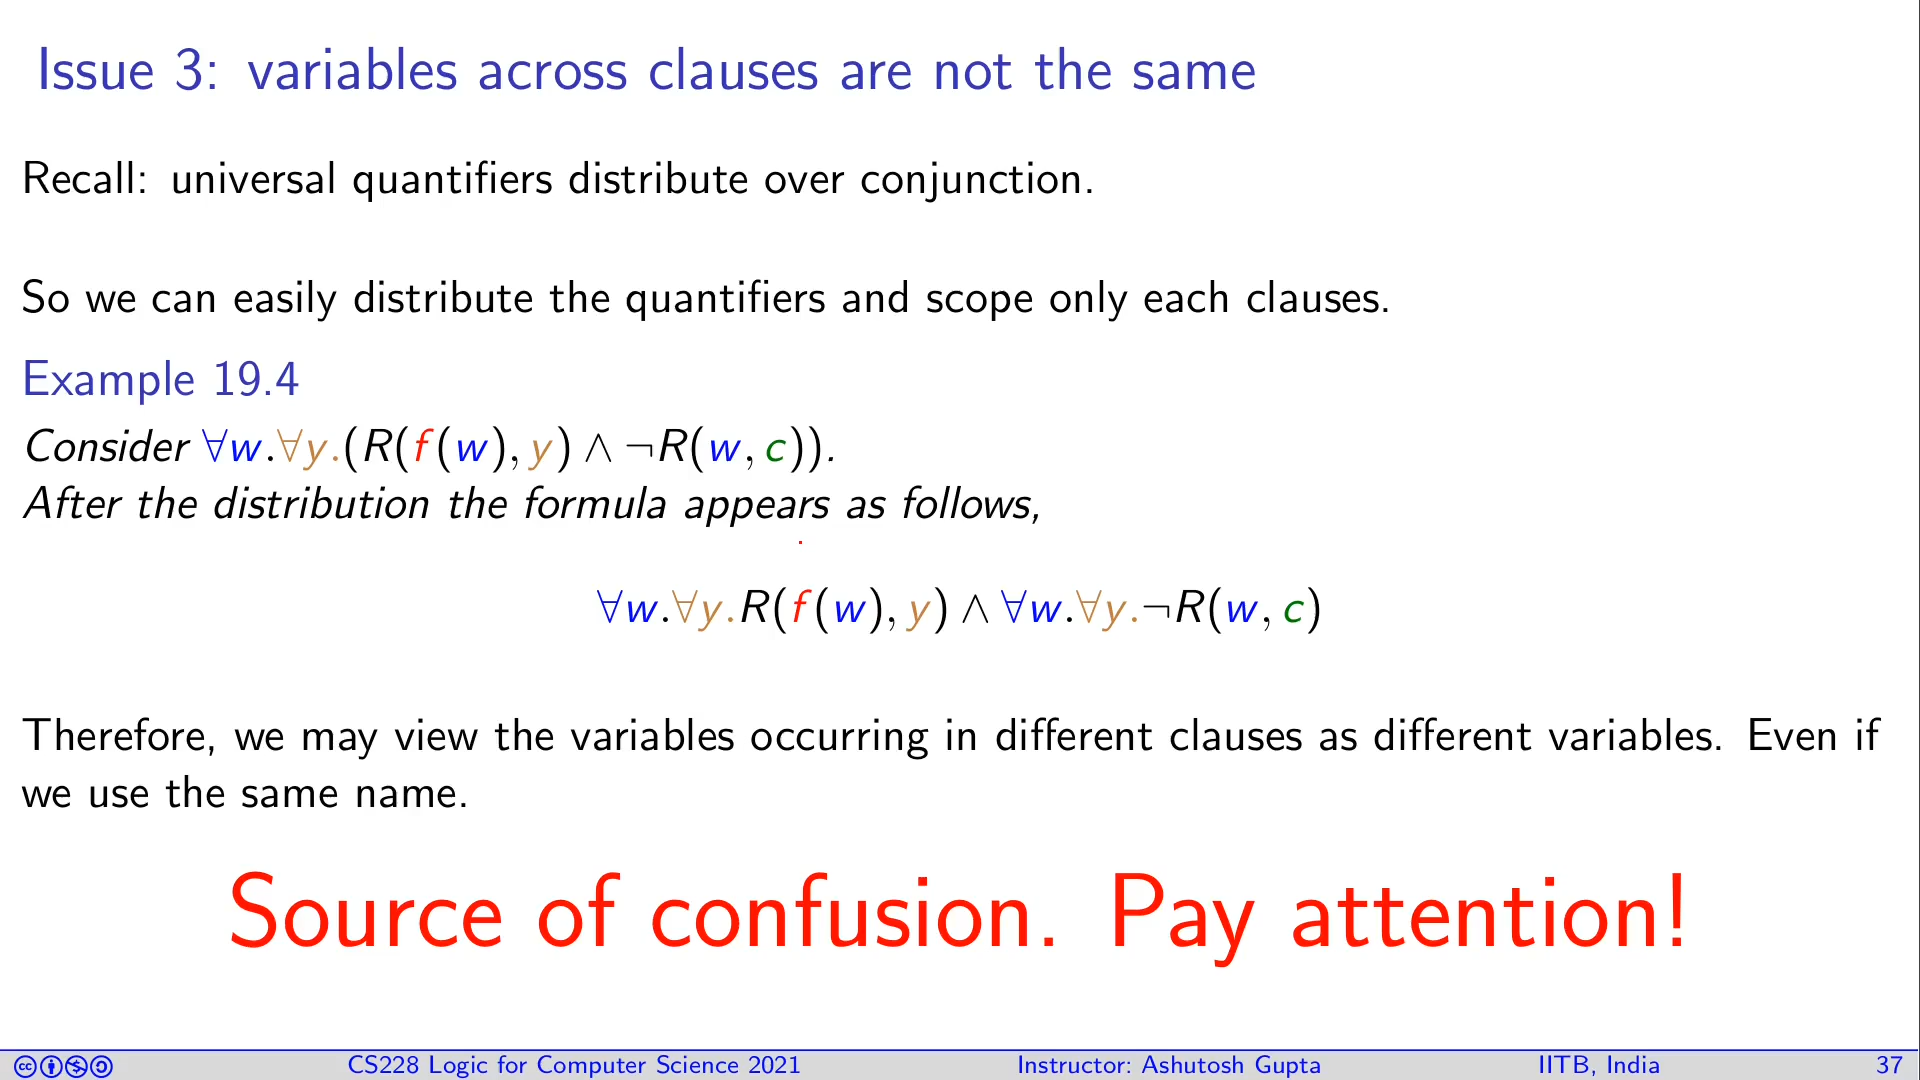 Issue 3: variables across clauses are not the same
Recall: universal quantifiers distribute over conjunction.
So we can easily distribute the quantifiers and scope only each clauses.
Example 19.4
Consider ∀w.∀y.(R(f(w), y) ∧ ¬R(w, c)).
After the distribution the formula appears as follows,
∀w.∀y.R(f(w), y) ∧ ∀w.∀y.¬R(w, c)
Therefore, we may view the variables occurring in different clauses as different variables. Even if
we use the same name.
Source of confusion. Pay attention!
CS228 Logic for Computer Science 2021 Instructor: Ashutosh Gupta IITB, India 37